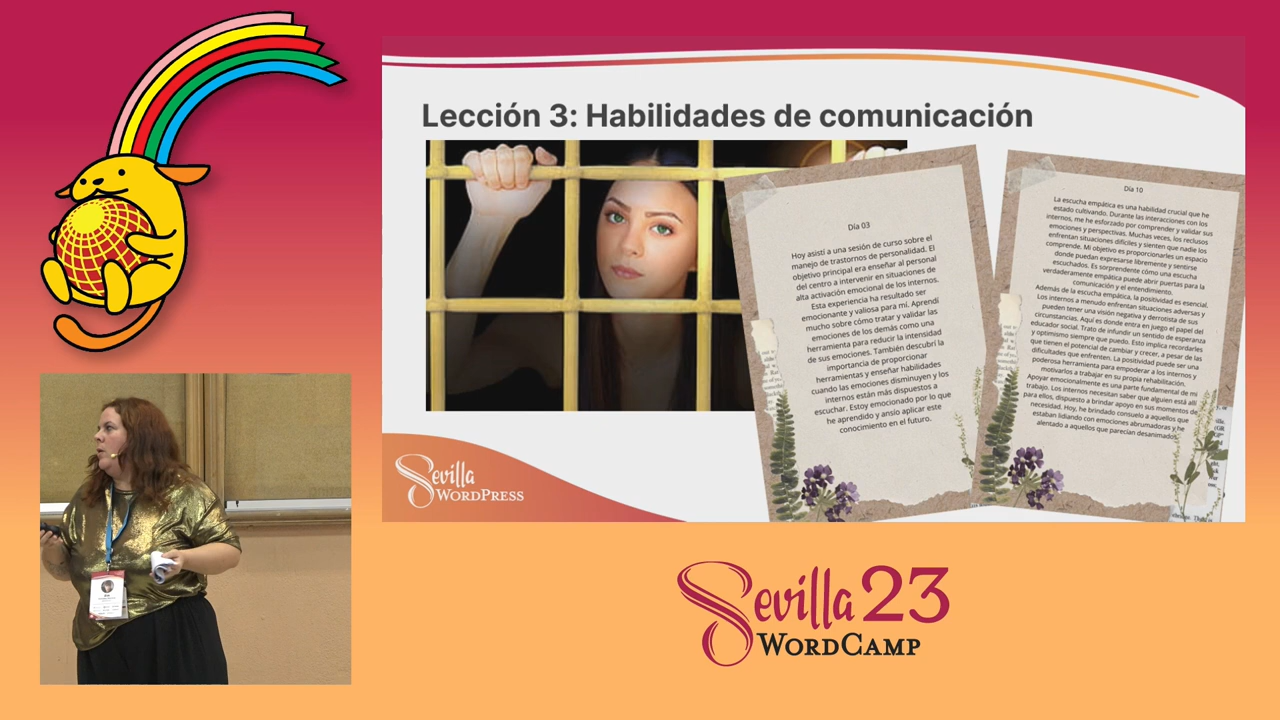 Lección 3: Habilidades de comunicación
Día 03
Hoy asistí a una sesión de curso sobre el
manejo de trastornos de personalidad. El
objetivo principal era enseñar al personal
del centro a intervenir en situaciones de
alta activación emocional de los internos.
Esta experiencia ha resultado ser
emocionante y valiosa para mí. Aprendí
mucho sobre cómo tratar y validar las
emociones de los demás como una
herramienta para reducir la intensidad
de sus emociones. También descubrí la
importancia de proporcionar
herramientas y enseñar habilidades
cuando las emociones disminuyen y los
internos están más dispuestos a
escuchar. Estoy emocionado por lo que
he aprendido y ansío aplicar este
conocimiento en el futuro.
Día 10
La escucha empática es una habilidad crucial que he
estado cultivando. Durante las interacciones con los
internos, me he esforzado por comprender y validar sus
emociones y perspectivas. Muchas veces, los reclusos
enfrentan situaciones difíciles y sienten que nadie los
comprende. Mi objetivo es proporcionarles un espacio
donde puedan expresarse libremente y sentirse
escuchados. Es sorprendente cómo una escucha
verdaderamente empática puede abrir puertas para la
comunicación y el entendimiento.
Además de la escucha empática, la positividad es esencial.
Los internos a menudo enfrentan situaciones adversas y
pueden tener una visión negativa y derrotista de sus
circunstancias. Aquí es donde entra en juego el papel del
educador social. Trato de infundir un sentido de esperanza
y optimismo siempre que puedo. Esto implica recordarles
que tienen el potencial de cambiar y crecer, a pesar de las
dificultades que enfrenten. La positividad puede ser una
poderosa herramienta para empoderar a los internos y
motivarlos a trabajar en su propia rehabilitación.
Apoyar emocionalmente es una parte fundamental de mi
trabajo. Los internos necesitan saber que alguien está allí
para ellos, dispuesto a brindar apoyo en sus momentos de
necesidad. Hoy, he brindado consuelo a aquellos que
estaban lidiando con emociones abrumadoras y he
alentado a aquellos que parecían desanimados.
Sevilla
WORDPRESS
Sevilla 23
WORDCAMP